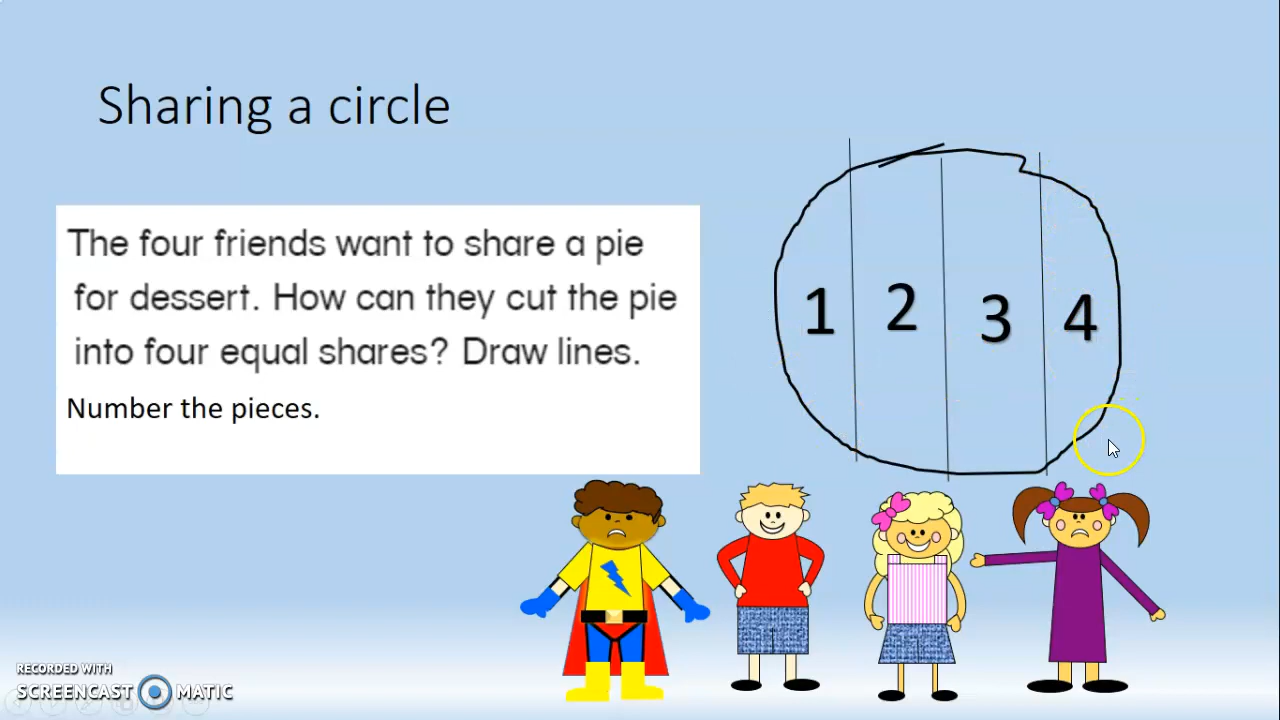 Sharing a circle
The four friends want to share a pie
for dessert. How can they cut the pie
into four equal shares? Draw lines.
Number the pieces.
1 2 3 4
RECORDED WITH
SCREENCAST MATIC